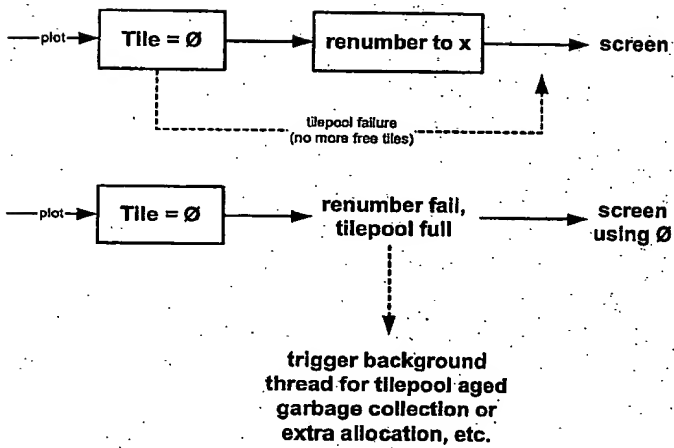 plot
Tile = Ø
renumber to x
screen
tilepool failure
(no more free tiles)
plot
Tile = Ø
renumber fail,
tilepool full
screen
using Ø
trigger background
thread for tilepool aged
garbage collection or
extra allocation, etc.